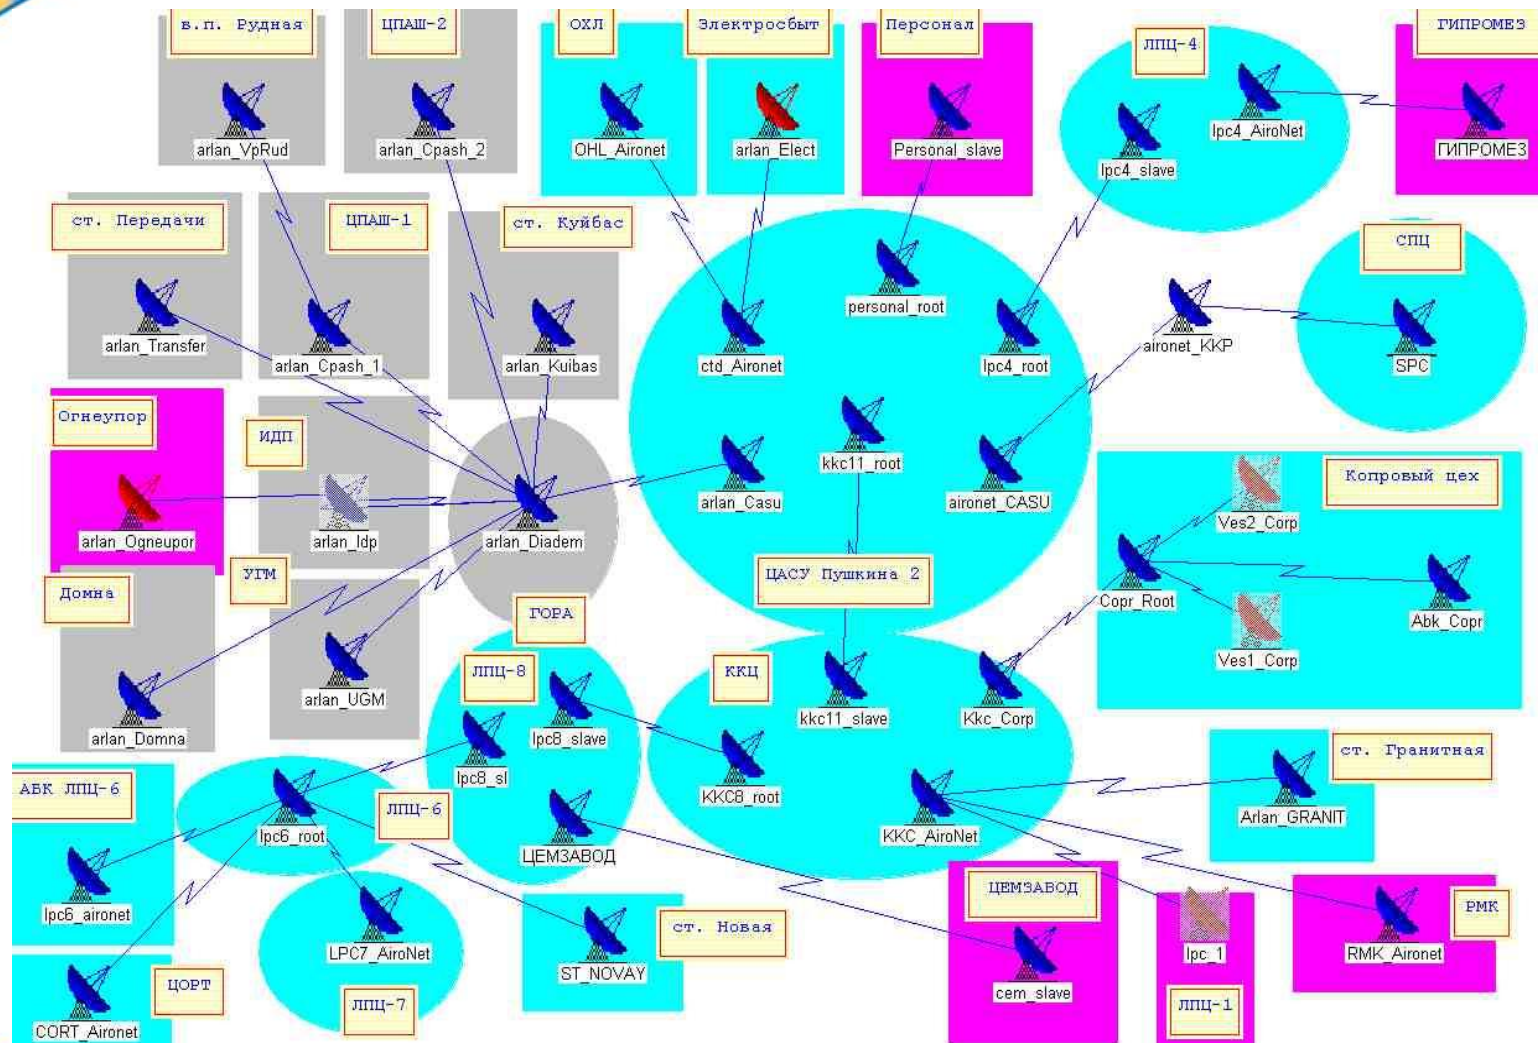 в.п. Рудная
ЦПАШ-2
ОХЛ
Электросбыт
Персонал
ЛПЦ-4
ГИПРОМЕЗ
arlan_VpRud
arlan_Cpash_2
OHL_Aironet
arlan_Elect
Personal_slave
lpc4_slave
lpc4_AiroNet
ГИПРОМЕЗ
ст. Передачи
ЦПАШ-1
ст. Куйбас
СПЦ
arlan_Transfer
arlan_Cpash_1
arlan_Kuibas
ctd_Aironet
personal_root
lpc4_root
aironet_KKP
SPC
Огнеупор
ИДП
kkc11_root
Копровый цех
arlan_Ogneupor
arlan_Idp
arlan_Diadem
arlan_Casu
aironet_CASU
Ves2_Corp
Домна
УГМ
ГОРА
ЦАСУ Пушкина 2
Copr_Root
Abk_Copr
Ves1_Corp
arlan_Domna
arlan_UGM
ЛПЦ-8
lpc8_slave
lpc8_sl
ККЦ
kkc11_slave
Kkc_Corp
KKC8_root
АБК ЛПЦ-6
lpc6_root
ЛПЦ-6
ЦЕМЗАВОД
KKC_AiroNet
ст. Гранитная
Arlan_GRANIT
lpc6_aironet
LPC7_AiroNet
ST_NOVAY
ст. Новая
ЦЕМЗАВОД
cem_slave
lpc_1
РМК
RMK_Aironet
ЦОРТ
CORT_Aironet
ЛПЦ-7
ЛПЦ-1